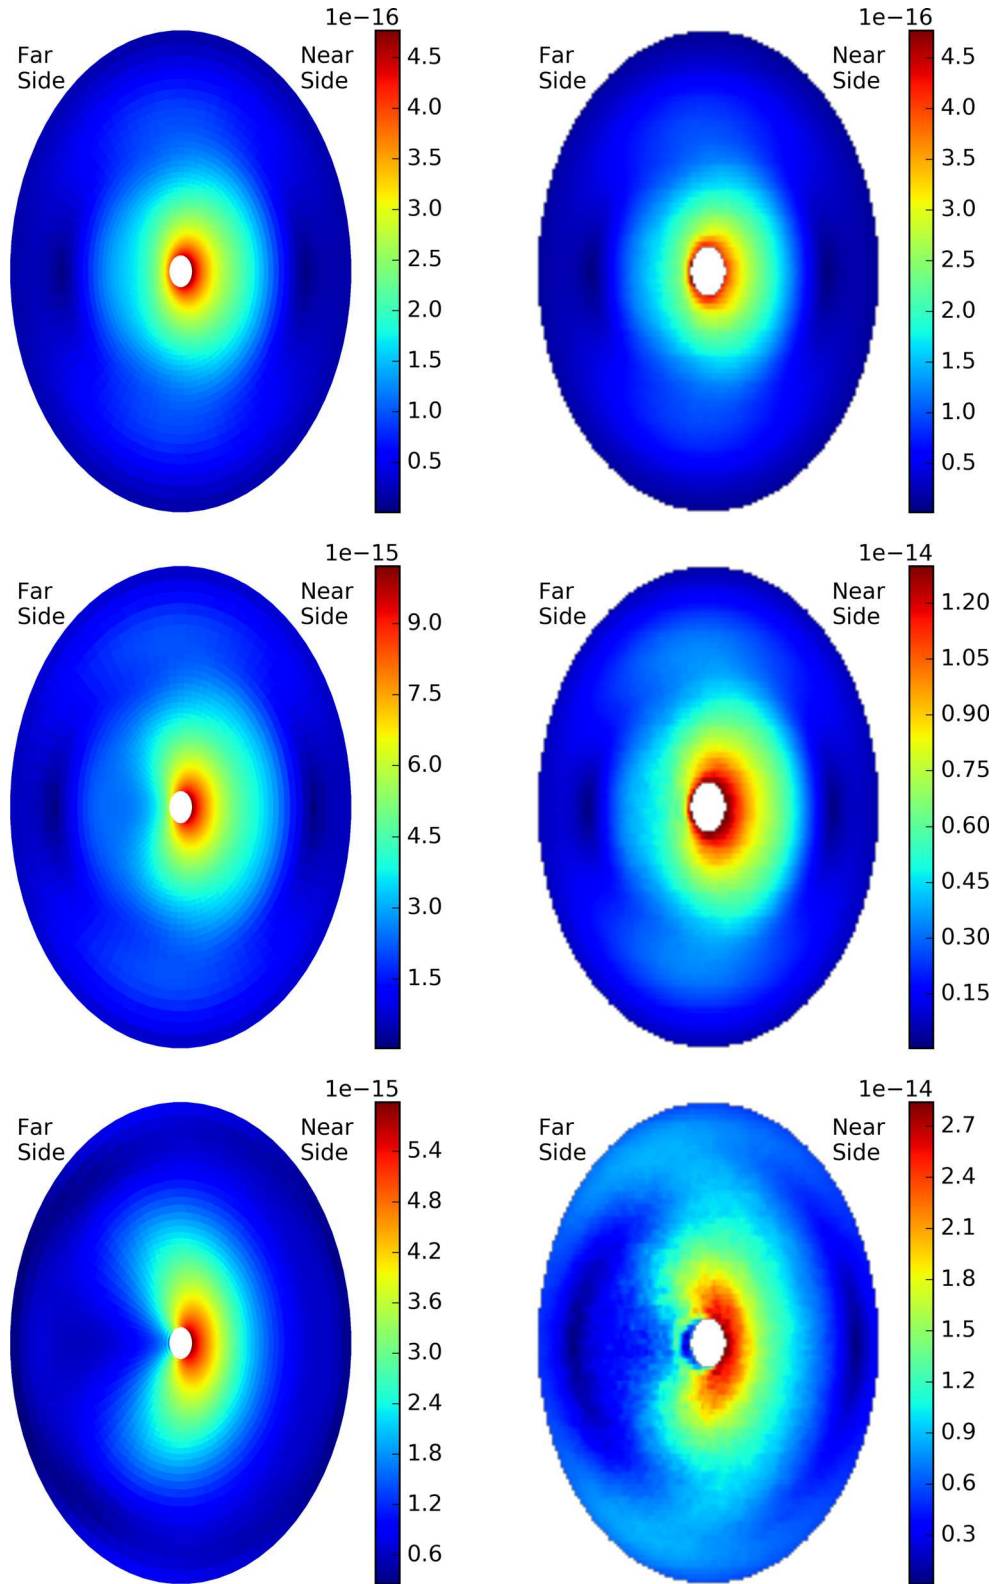 1e−16
Far
Side
Near
Side
4.5
4.0
3.5
3.0
2.5
2.0
1.5
1.0
0.5
1e−16
Far
Side
Near
Side
4.5
4.0
3.5
3.0
2.5
2.0
1.5
1.0
0.5
1e−15
Far
Side
Near
Side
9.0
7.5
6.0
4.5
3.0
1.5
1e−14
Far
Side
Near
Side
1.20
1.05
0.90
0.75
0.60
0.45
0.30
0.15
1e−15
Far
Side
Near
Side
5.4
4.8
4.2
3.6
3.0
2.4
1.8
1.2
0.6
1e−14
Far
Side
Near
Side
2.7
2.4
2.1
1.8
1.4
1.2
0.9
0.6
0.3